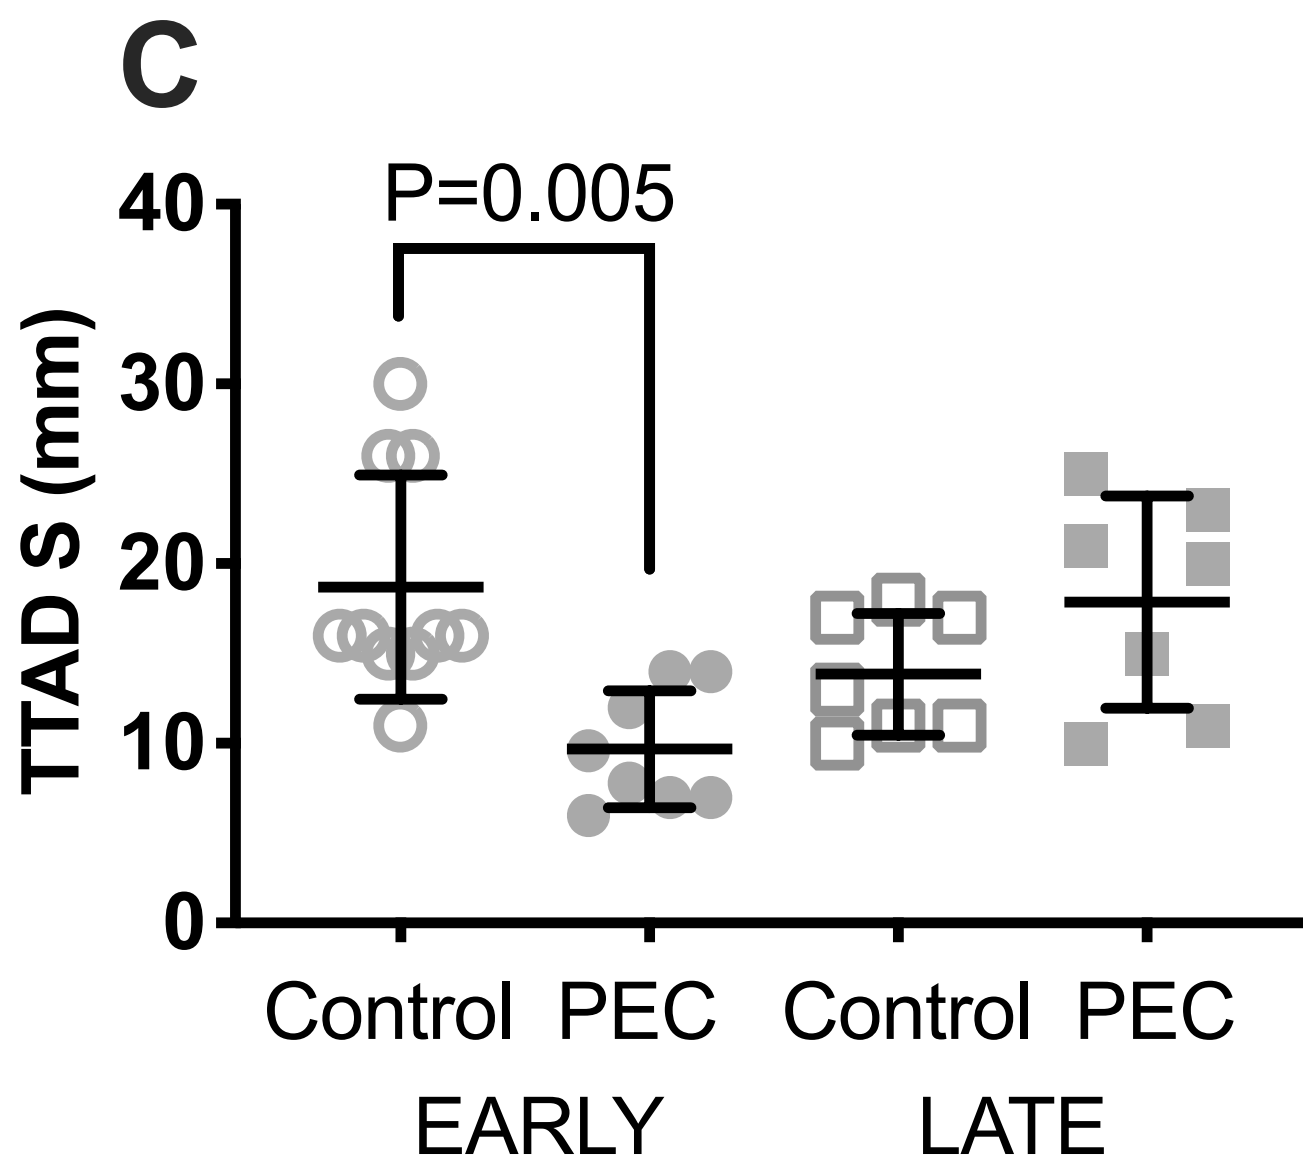 C
P=0.005
TTAD S (mm)
40
30
20
10
0
Control PEC Control PEC
EARLY LATE